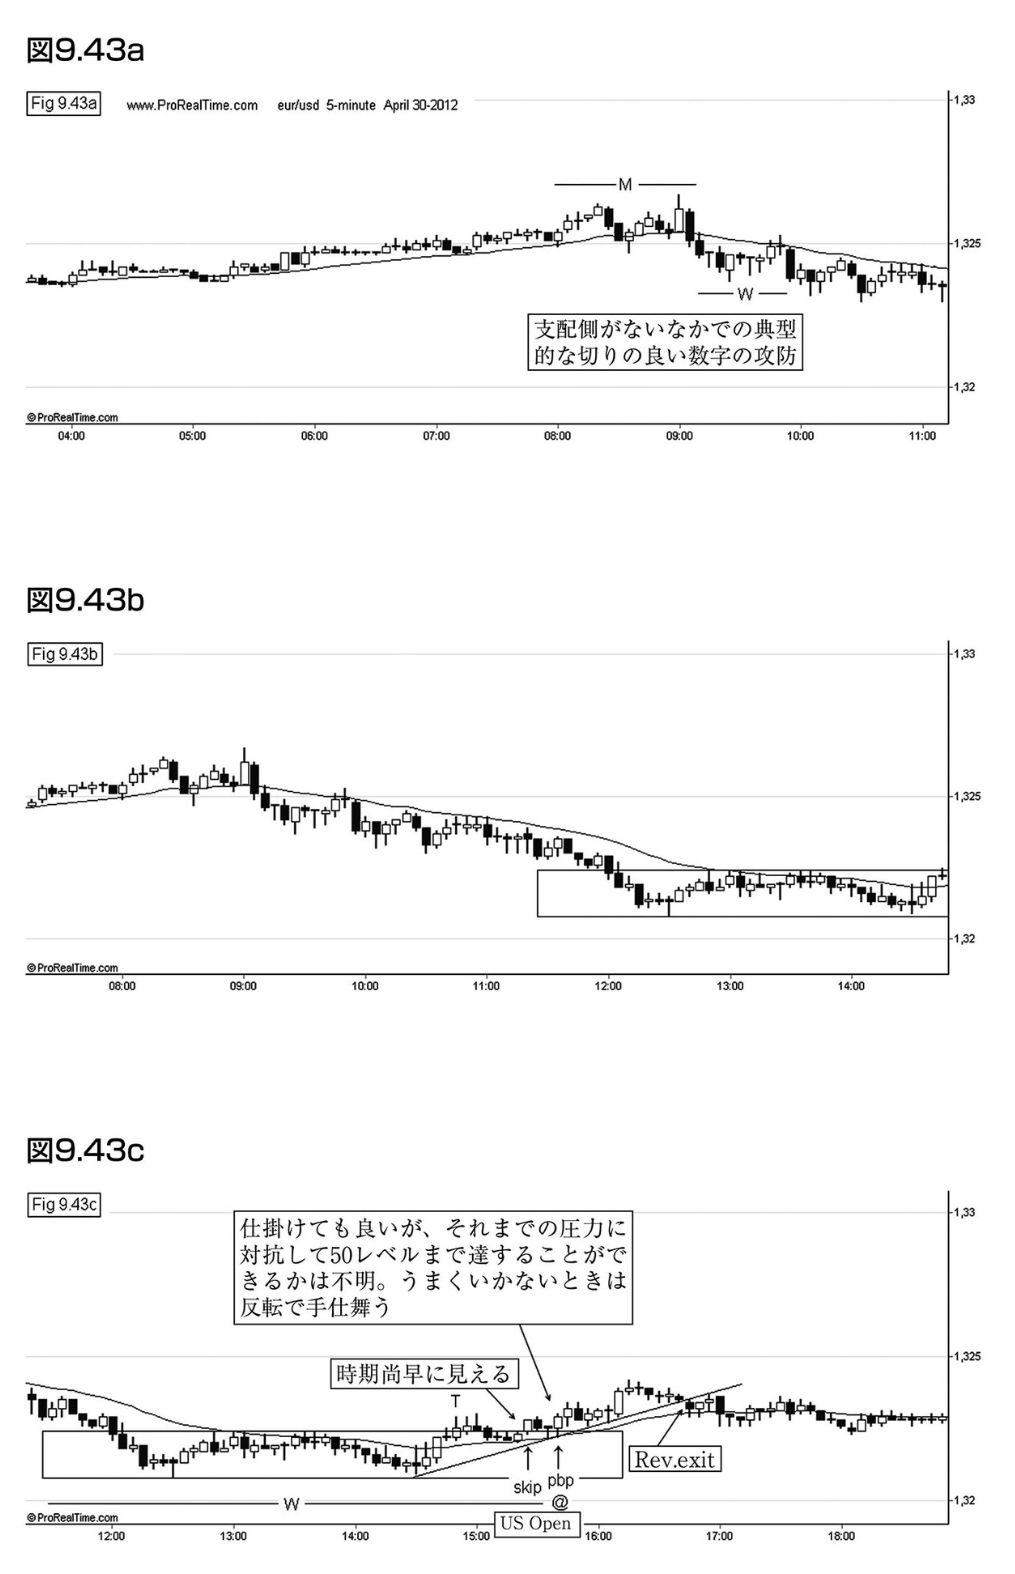 図9.43a
Fig 9.43a www.ProRealTime.com eur/usd 5-minute April 30-2012
1,33
M
1,325
W
支配側がないなかでの典型
的な切りの良い数字の攻防
1,32
©ProRealTime.com
04:00 05:00 06:00 07:00 08:00 09:00 10:00 11:00
図9.43b
Fig 9.43b
1,33
1,325
1,32
©ProRealTime.com
08:00 09:00 10:00 11:00 12:00 13:00 14:00
図9.43c
Fig 9.43c
1,33
仕掛けても良いが、それまでの圧力に
対抗して50レベルまで達することがで
きるかは不明。うまくいかないときは
反転で手仕舞う
1,325
時期尚早に見える
T
Rev.exit
skip pbp
W @
1,32
©ProRealTime.com
US Open
12:00 13:00 14:00 15:00 16:00 17:00 18:00